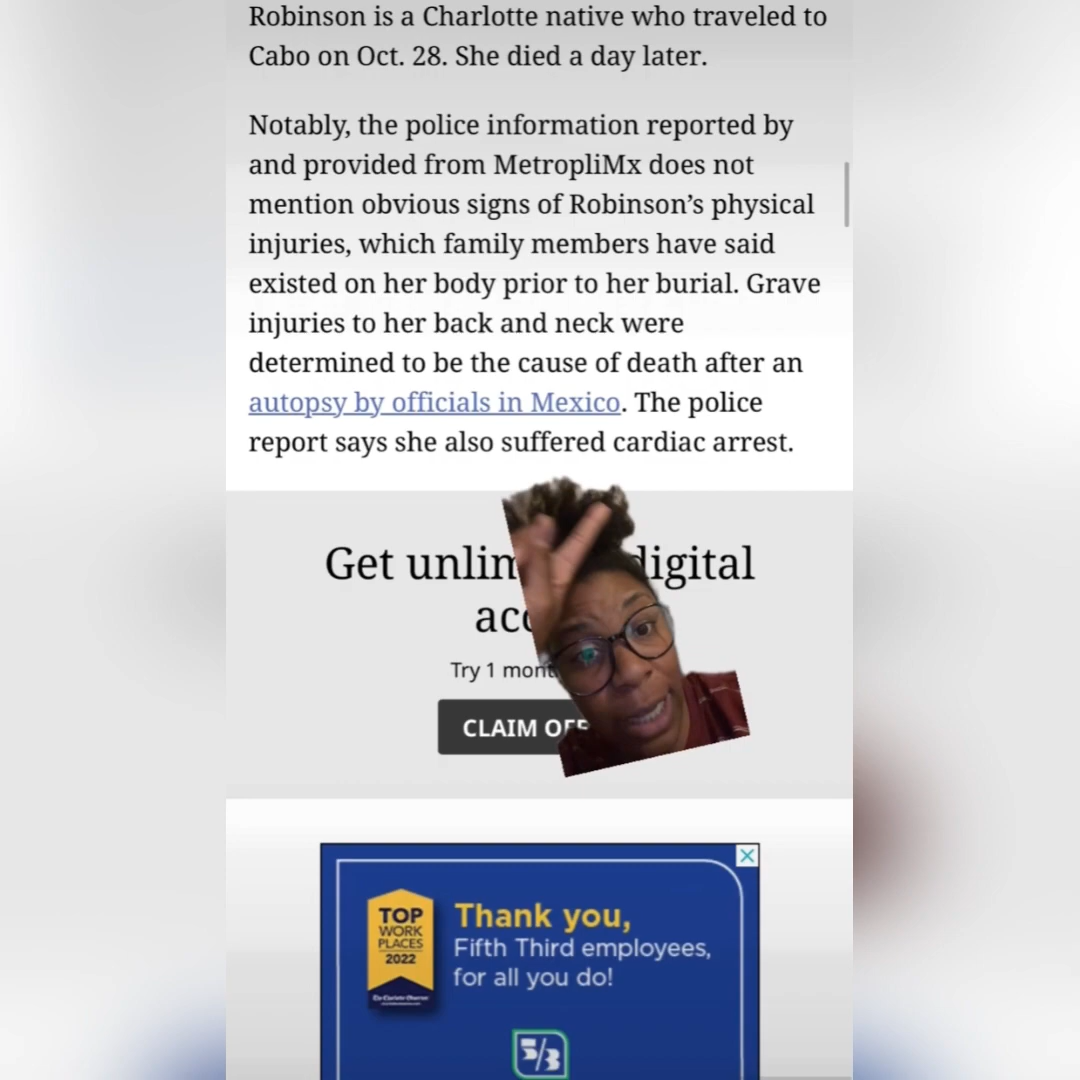 Robinson is a Charlotte native who traveled to
Cabo on Oct. 28. She died a day later.
Notably, the police information reported by
and provided from MetropliMx does not
mention obvious signs of Robinson’s physical
injuries, which family members have said
existed on her body prior to her burial. Grave
injuries to her back and neck were
determined to be the cause of death after an
autopsy by officials in Mexico. The police
report says she also suffered cardiac arrest.
Get digital
Try 1
CLAIM
TOP
WORK
PLACES
2022
The Charlotte Observer
Thank you,
Fifth Third employees,
for all you do!
5/3